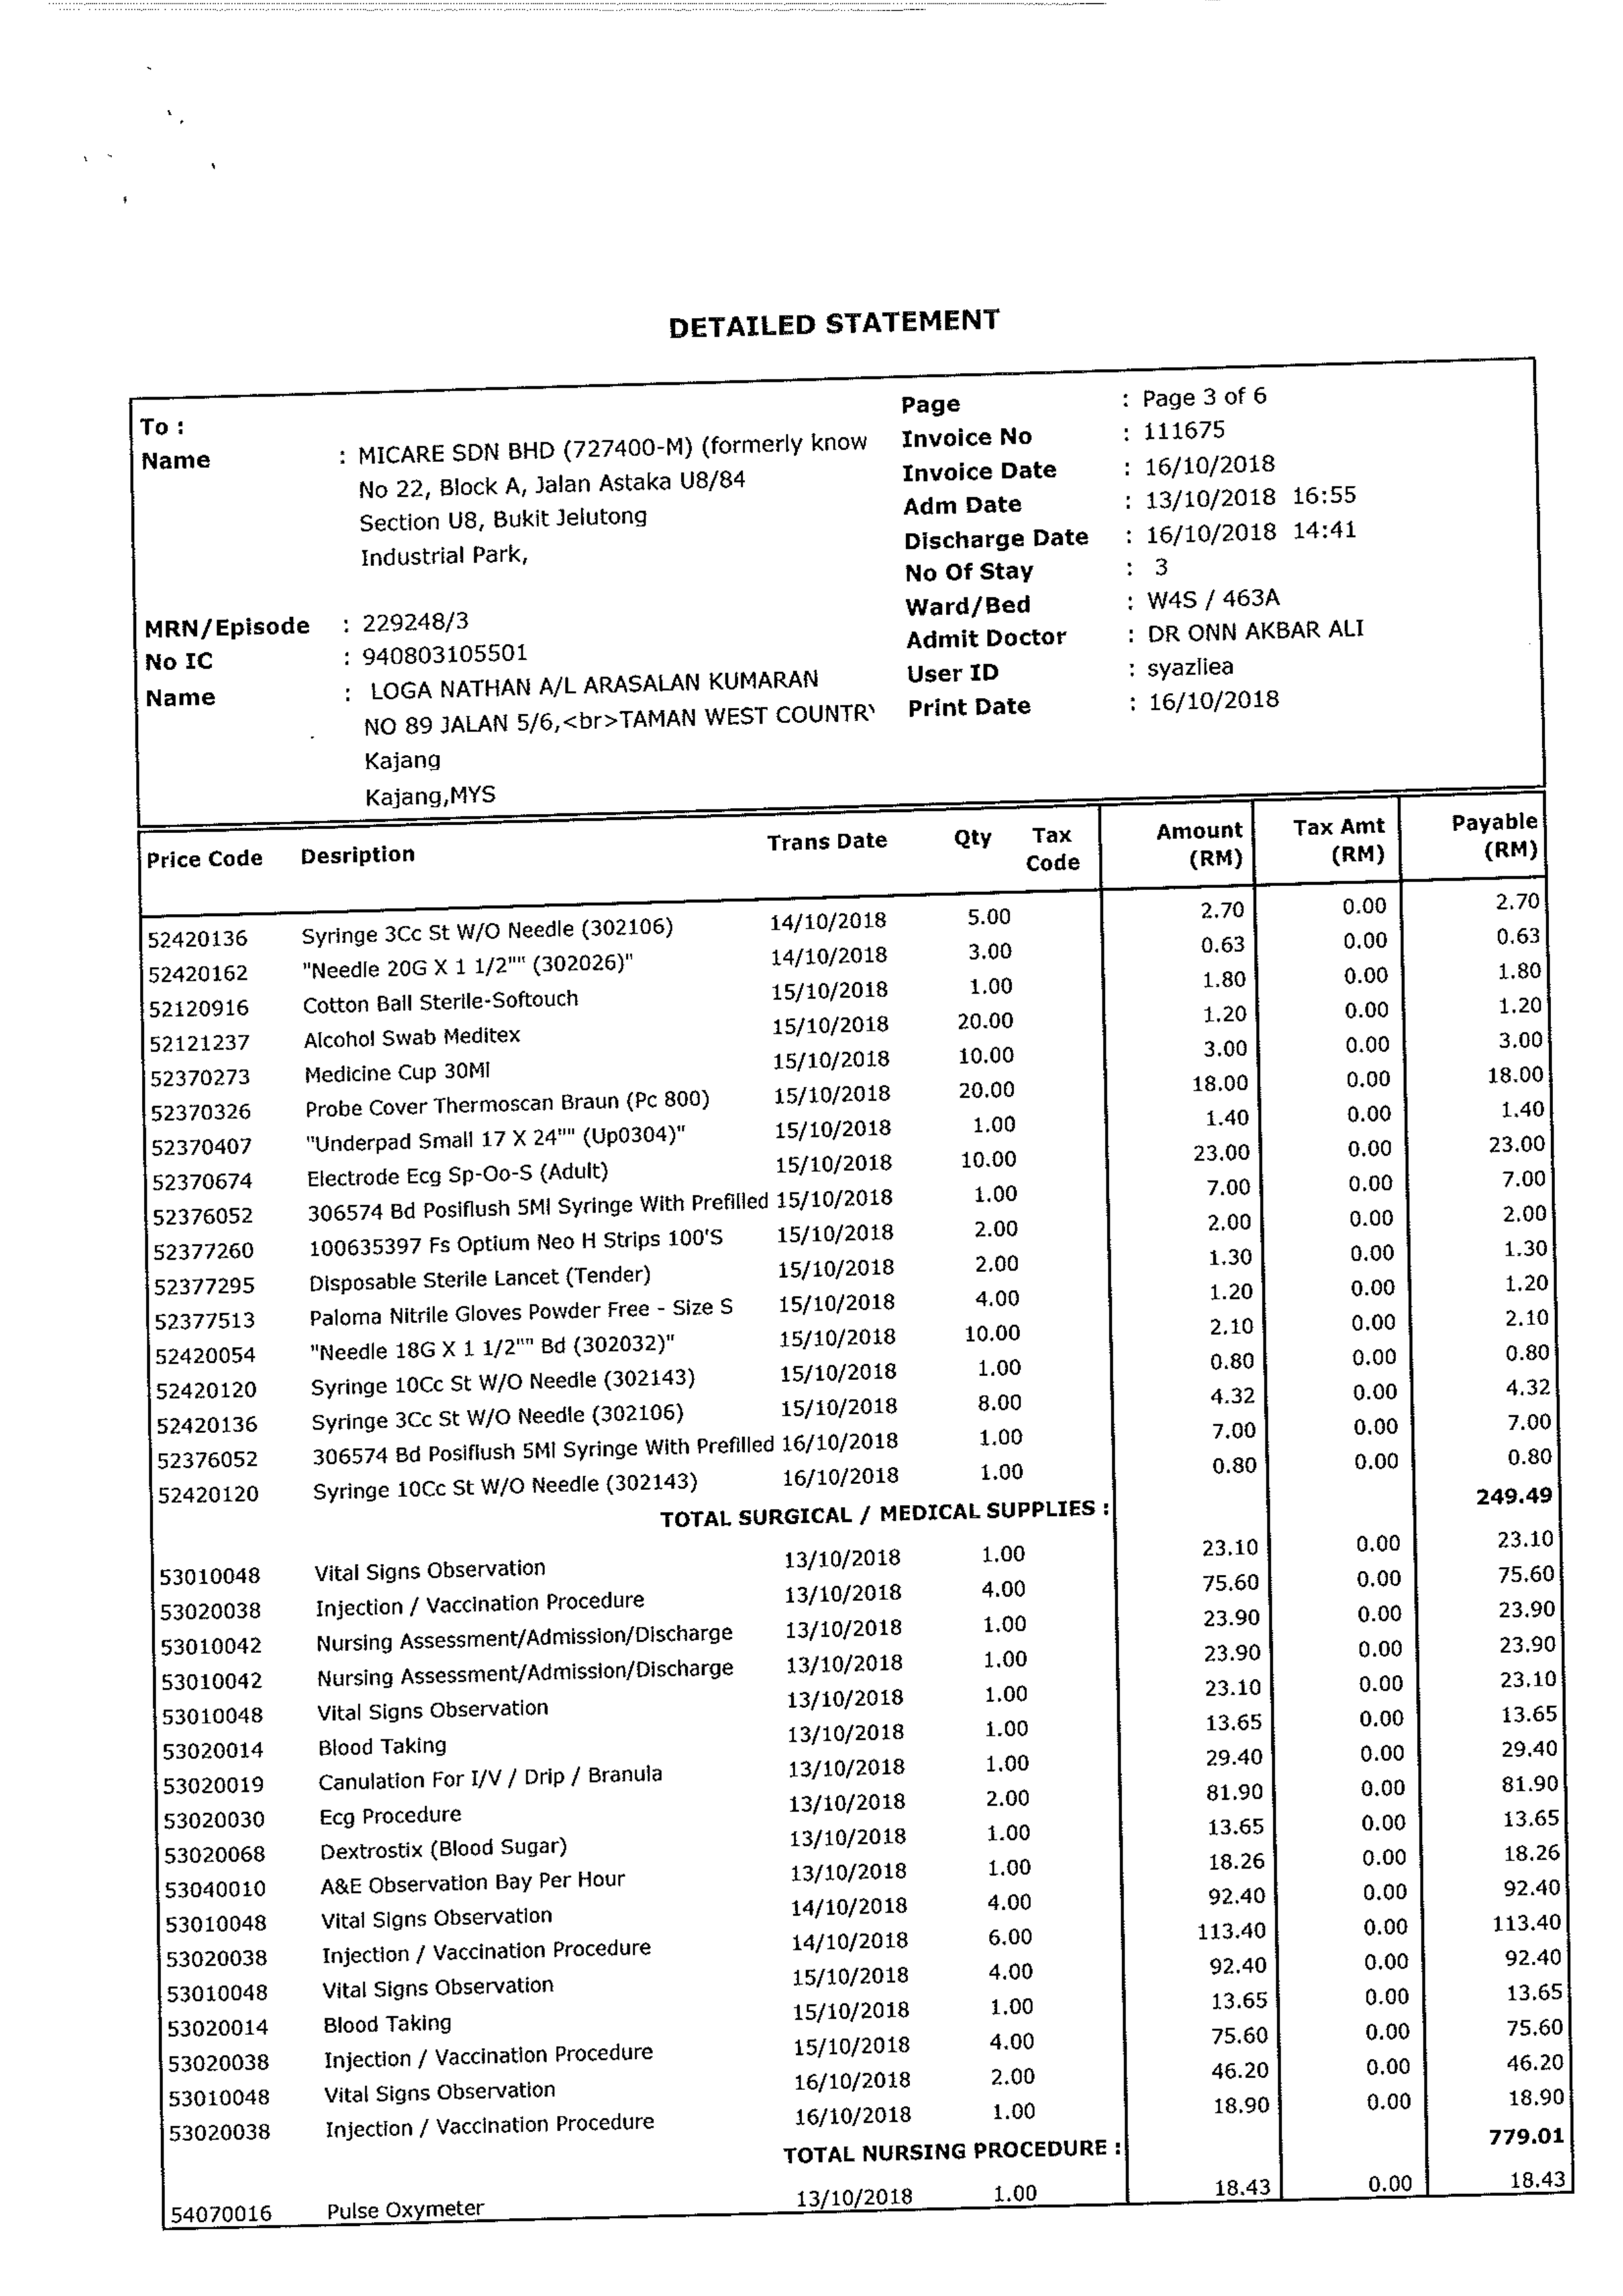 DETAILED STATEMENT
To :
Name : MICARE SDN BHD (727400-M) (formerly know
No 22, Block A, Jalan Astaka U8/84
Section U8, Bukit Jelutong
Industrial Park,
MRN/Episode : 229248/3
No IC : 940803105501
Name : LOGA NATHAN A/L ARASALAN KUMARAN
NO 89 JALAN 5/6,<br>TAMAN WEST COUNTRY
Kajang
Kajang,MYS
Page : Page 3 of 6
Invoice No : 111675
Invoice Date : 16/10/2018
Adm Date : 13/10/2018 16:55
Discharge Date : 16/10/2018 14:41
No Of Stay : 3
Ward/Bed : W4S / 463A
Admit Doctor : DR ONN AKBAR ALI
User ID : syazliea
Print Date : 16/10/2018
Price Code Desription Trans Date Qty Tax Code Amount (RM) Tax Amt (RM) Payable (RM)
52420136 Syringe 3Cc St W/O Needle (302106) 14/10/2018 5.00 2.70 0.00 2.70
52420162 "Needle 20G X 1 1/2"" (302026)" 14/10/2018 3.00 0.63 0.00 0.63
52120916 Cotton Ball Sterile-Softouch 15/10/2018 1.00 1.80 0.00 1.80
52121237 Alcohol Swab Meditex 15/10/2018 20.00 1.20 0.00 1.20
52370273 Medicine Cup 30Ml 15/10/2018 10.00 3.00 0.00 3.00
52370326 Probe Cover Thermoscan Braun (Pc 800) 15/10/2018 20.00 18.00 0.00 18.00
52370407 "Underpad Small 17 X 24"" (Up0304)" 15/10/2018 1.00 1.40 0.00 1.40
52370674 Electrode Ecg Sp-Oo-S (Adult) 15/10/2018 10.00 23.00 0.00 23.00
52376052 306574 Bd Posiflush 5Ml Syringe With Prefilled 15/10/2018 1.00 7.00 0.00 7.00
52377260 100635397 Fs Optium Neo H Strips 100'S 15/10/2018 2.00 2.00 0.00 2.00
52377295 Disposable Sterile Lancet (Tender) 15/10/2018 2.00 1.30 0.00 1.30
52377513 Paloma Nitrile Gloves Powder Free - Size S 15/10/2018 4.00 1.20 0.00 1.20
52420054 "Needle 18G X 1 1/2"" Bd (302032)" 15/10/2018 10.00 2.10 0.00 2.10
52420120 Syringe 10Cc St W/O Needle (302143) 15/10/2018 1.00 0.80 0.00 0.80
52420136 Syringe 3Cc St W/O Needle (302106) 15/10/2018 8.00 4.32 0.00 4.32
52376052 306574 Bd Posiflush 5Ml Syringe With Prefilled 16/10/2018 1.00 7.00 0.00 7.00
52420120 Syringe 10Cc St W/O Needle (302143) 16/10/2018 1.00 0.80 0.00 0.80
TOTAL SURGICAL / MEDICAL SUPPLIES : 249.49
53010048 Vital Signs Observation 13/10/2018 1.00 23.10 0.00 23.10
53020038 Injection / Vaccination Procedure 13/10/2018 4.00 75.60 0.00 75.60
53010042 Nursing Assessment/Admission/Discharge 13/10/2018 1.00 23.90 0.00 23.90
53010042 Nursing Assessment/Admission/Discharge 13/10/2018 1.00 23.90 0.00 23.90
53010048 Vital Signs Observation 13/10/2018 1.00 23.10 0.00 23.10
53020014 Blood Taking 13/10/2018 1.00 13.65 0.00 13.65
53020019 Canulation For I/V / Drip / Branula 13/10/2018 1.00 29.40 0.00 29.40
53020030 Ecg Procedure 13/10/2018 2.00 81.90 0.00 81.90
53020068 Dextrostix (Blood Sugar) 13/10/2018 1.00 13.65 0.00 13.65
53040010 A&E Observation Bay Per Hour 13/10/2018 1.00 18.26 0.00 18.26
53010048 Vital Signs Observation 14/10/2018 4.00 92.40 0.00 92.40
53020038 Injection / Vaccination Procedure 14/10/2018 6.00 113.40 0.00 113.40
53010048 Vital Signs Observation 15/10/2018 4.00 92.40 0.00 92.40
53020014 Blood Taking 15/10/2018 1.00 13.65 0.00 13.65
53020038 Injection / Vaccination Procedure 15/10/2018 4.00 75.60 0.00 75.60
53010048 Vital Signs Observation 16/10/2018 2.00 46.20 0.00 46.20
53020038 Injection / Vaccination Procedure 16/10/2018 1.00 18.90 0.00 18.90
TOTAL NURSING PROCEDURE : 779.01
54070016 Pulse Oxymeter 13/10/2018 1.00 18.43 0.00 18.43